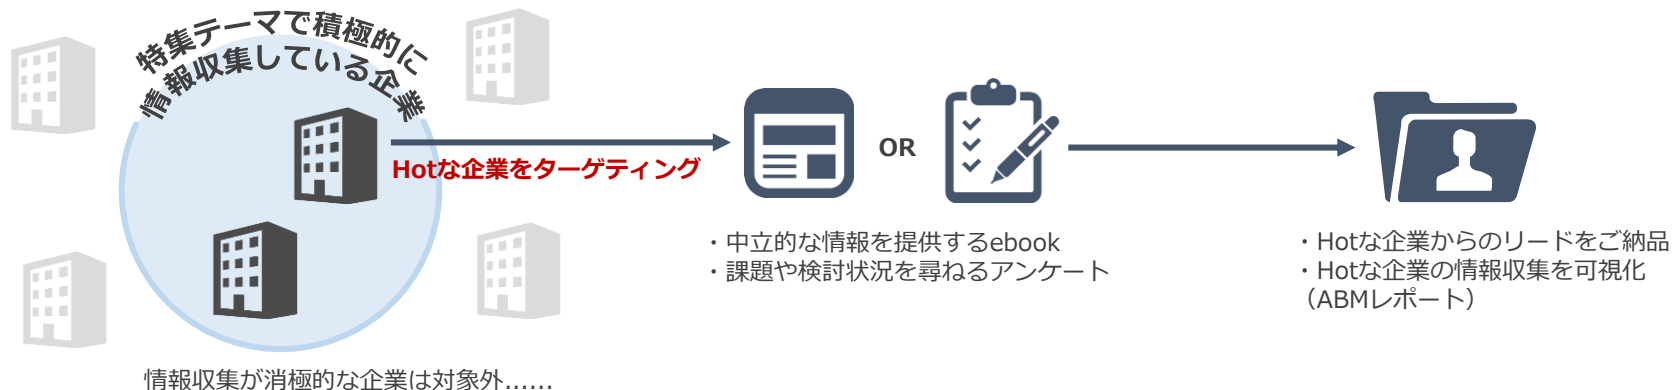 特集テーマで積極的に
情報収集している企業
Hotな企業をターゲティング
OR
・中立的な情報を提供するebook
・課題や検討状況を尋ねるアンケート
・Hotな企業からのリードをご納品
・Hotな企業の情報収集を可視化
（ABMレポート）
情報収集が消極的な企業は対象外……